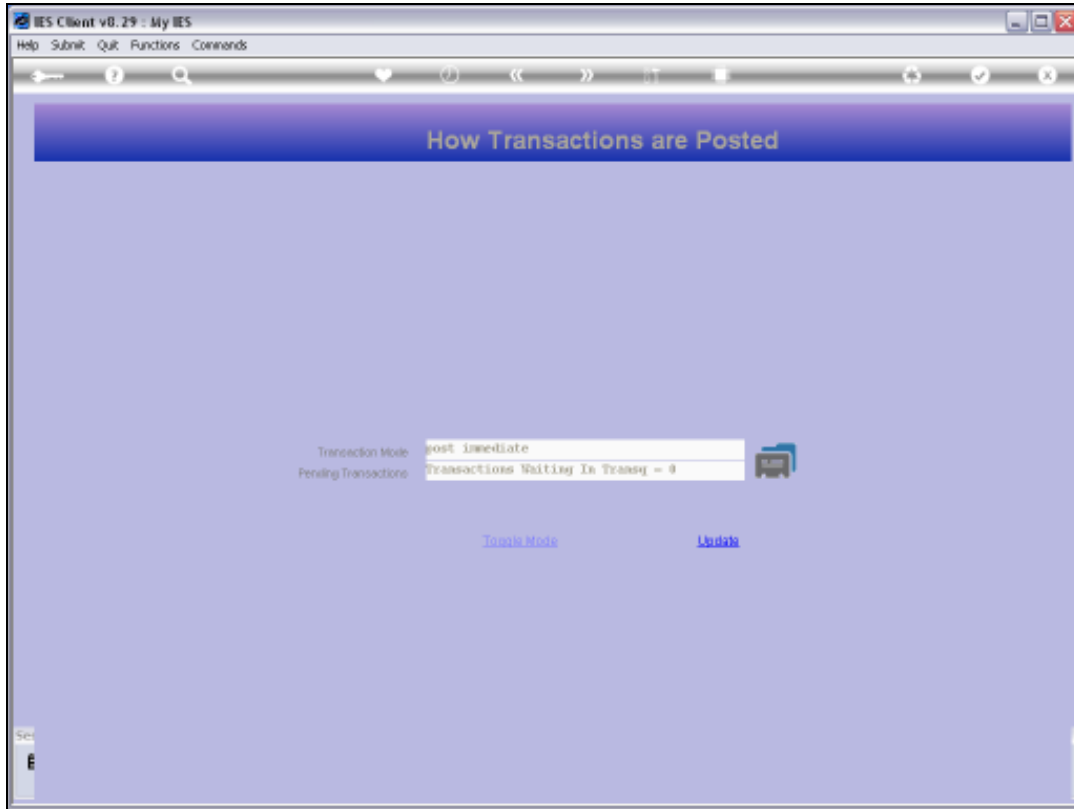 IES Client v8.29 : My IES
Help Submit Quit Functions Commands
How Transactions are Posted
Transaction Mode post immediate
Pending Transactions Transactions Waiting In Transq = 0
Toggle Mode Update